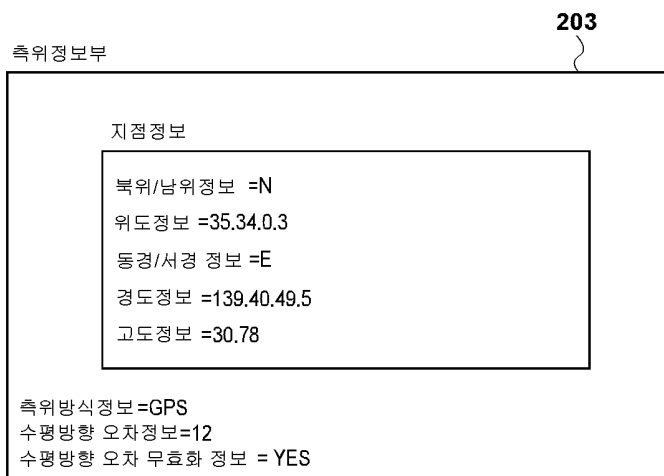 203
측위정보부
지점정보
북위/남위정보 =N
위도정보 =35.34.0.3
동경/서경 정보 =E
경도정보 =139.40.49.5
고도정보 =30.78
측위방식정보=GPS
수평방향 오차정보=12
수평방향 오차 무효화 정보 = YES